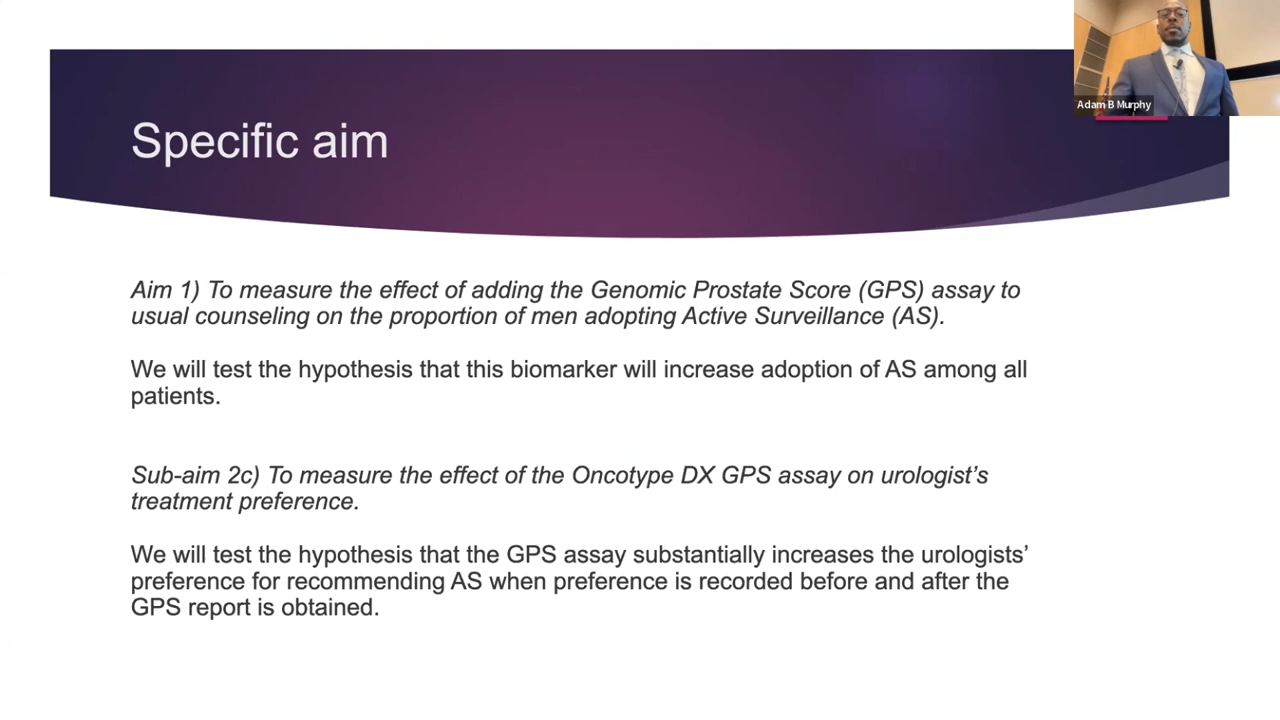 Adam B Murphy
Specific aim
Aim 1) To measure the effect of adding the Genomic Prostate Score (GPS) assay to
usual counseling on the proportion of men adopting Active Surveillance (AS).
We will test the hypothesis that this biomarker will increase adoption of AS among all
patients.
Sub-aim 2c) To measure the effect of the Oncotype DX GPS assay on urologist’s
treatment preference.
We will test the hypothesis that the GPS assay substantially increases the urologists’
preference for recommending AS when preference is recorded before and after the
GPS report is obtained.